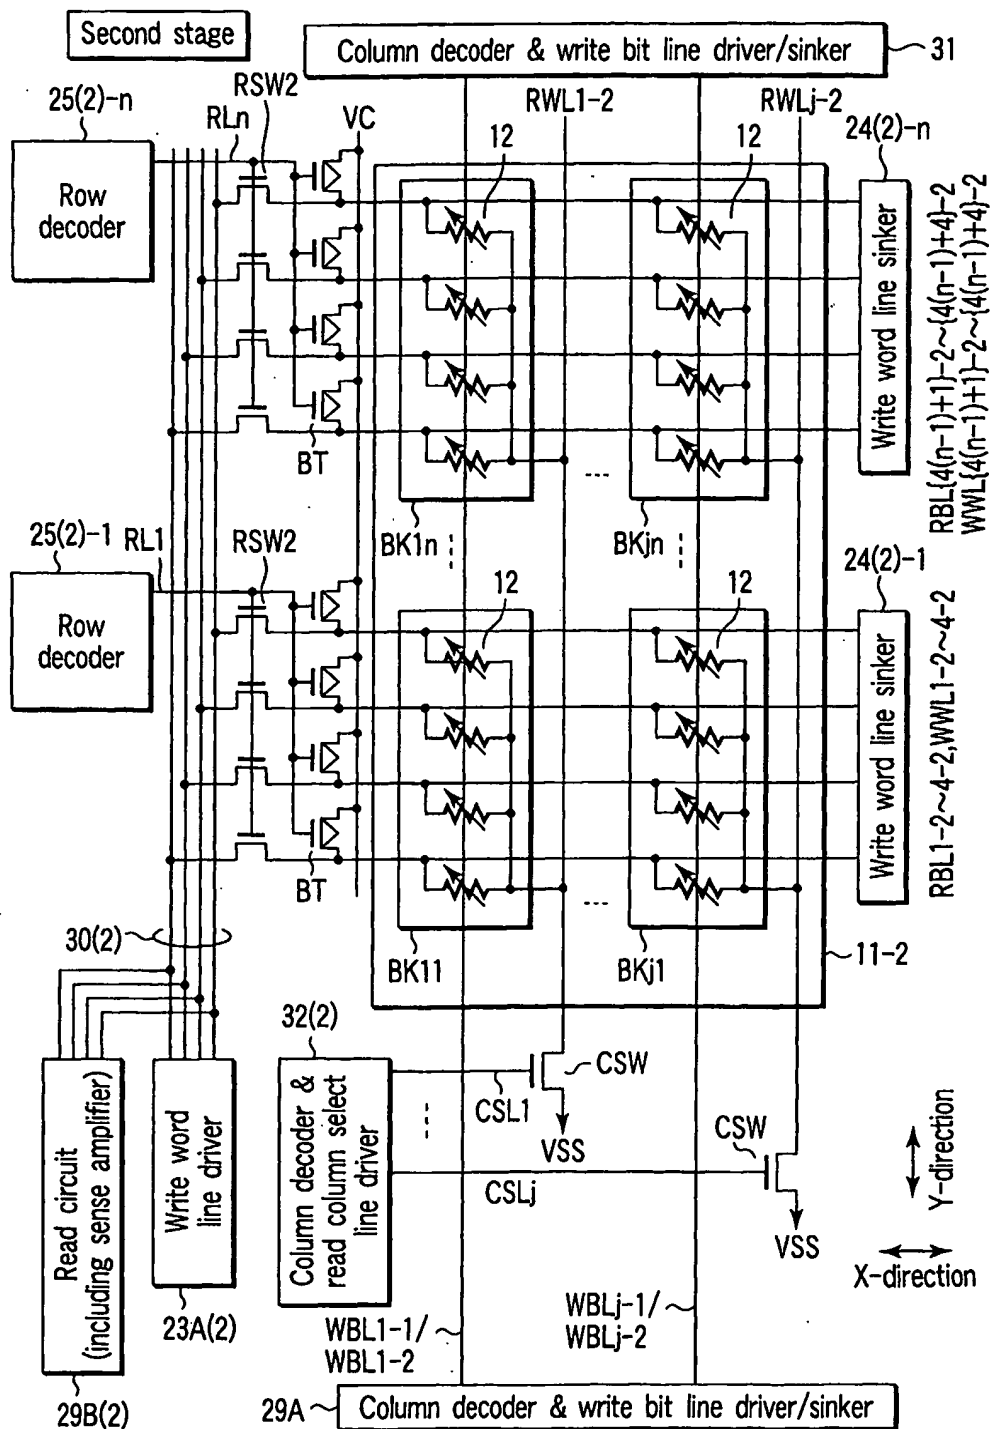 Second stage
Column decoder & write bit line driver/sinker
31
25(2)-n
RLn
RSW2
VC
RWL1-2
RWLj-2
24(2)-n
12
12
Row
decoder
Write word line sinker
RBL{4(n-1)+1}-2~{4(n-1)+4}-2
WWL{4(n-1)+1}-2~{4(n-1)+4}-2
BT
BK1n
BKjn
25(2)-1
RL1
RSW2
24(2)-1
12
12
Row
decoder
Write word line sinker
RBL1-2~4-2,WWL1-2~4-2
BT
30(2)
BK11
BKj1
11-2
32(2)
Read circuit
(including sense amplifier)
Write word
line driver
Column decoder &
read column select
line driver
CSW
CSL1
VSS
CSW
CSLj
VSS
Y-direction
X-direction
23A(2)
29B(2)
WBL1-1/
WBL1-2
WBLj-1/
WBLj-2
29A
Column decoder & write bit line driver/sinker